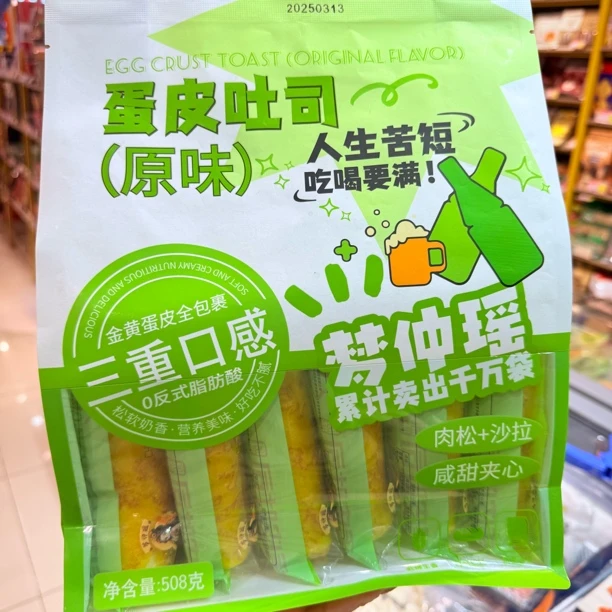 20250313
EGG CRUST TOAST (ORIGINAL FLAVOR)
蛋皮吐司
(原味)
人生苦短
吃喝要满！
SOFT AND CREAMY NUTRITIOUS AND DELICIOUS
金黄蛋皮全包裹
三重口感
0反式脂肪酸
松软奶香·营养美味·好吃不腻
梦仲瑶
累计卖出千万袋
肉松+沙拉
咸甜夹心
净含量:508克